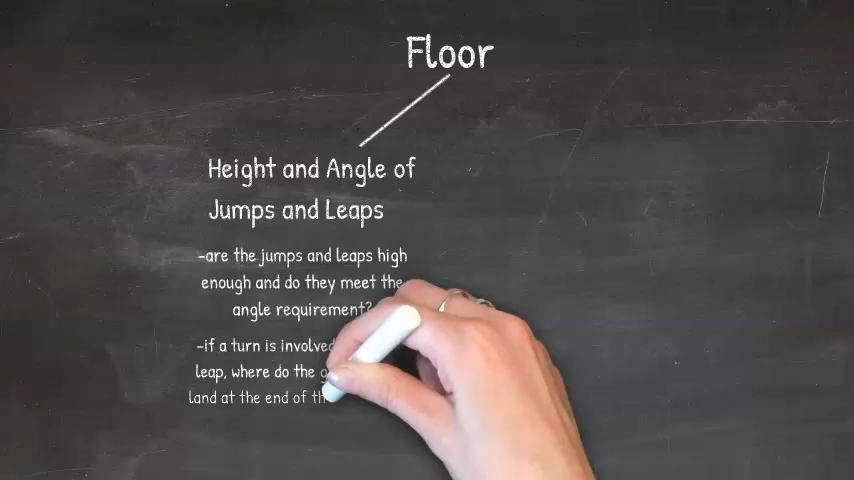 Floor
Height and Angle of
Jumps and Leaps
-are the jumps and leaps high
enough and do they meet the
angle requirement?
-if a turn is involved
leap, where do the
land at the end of